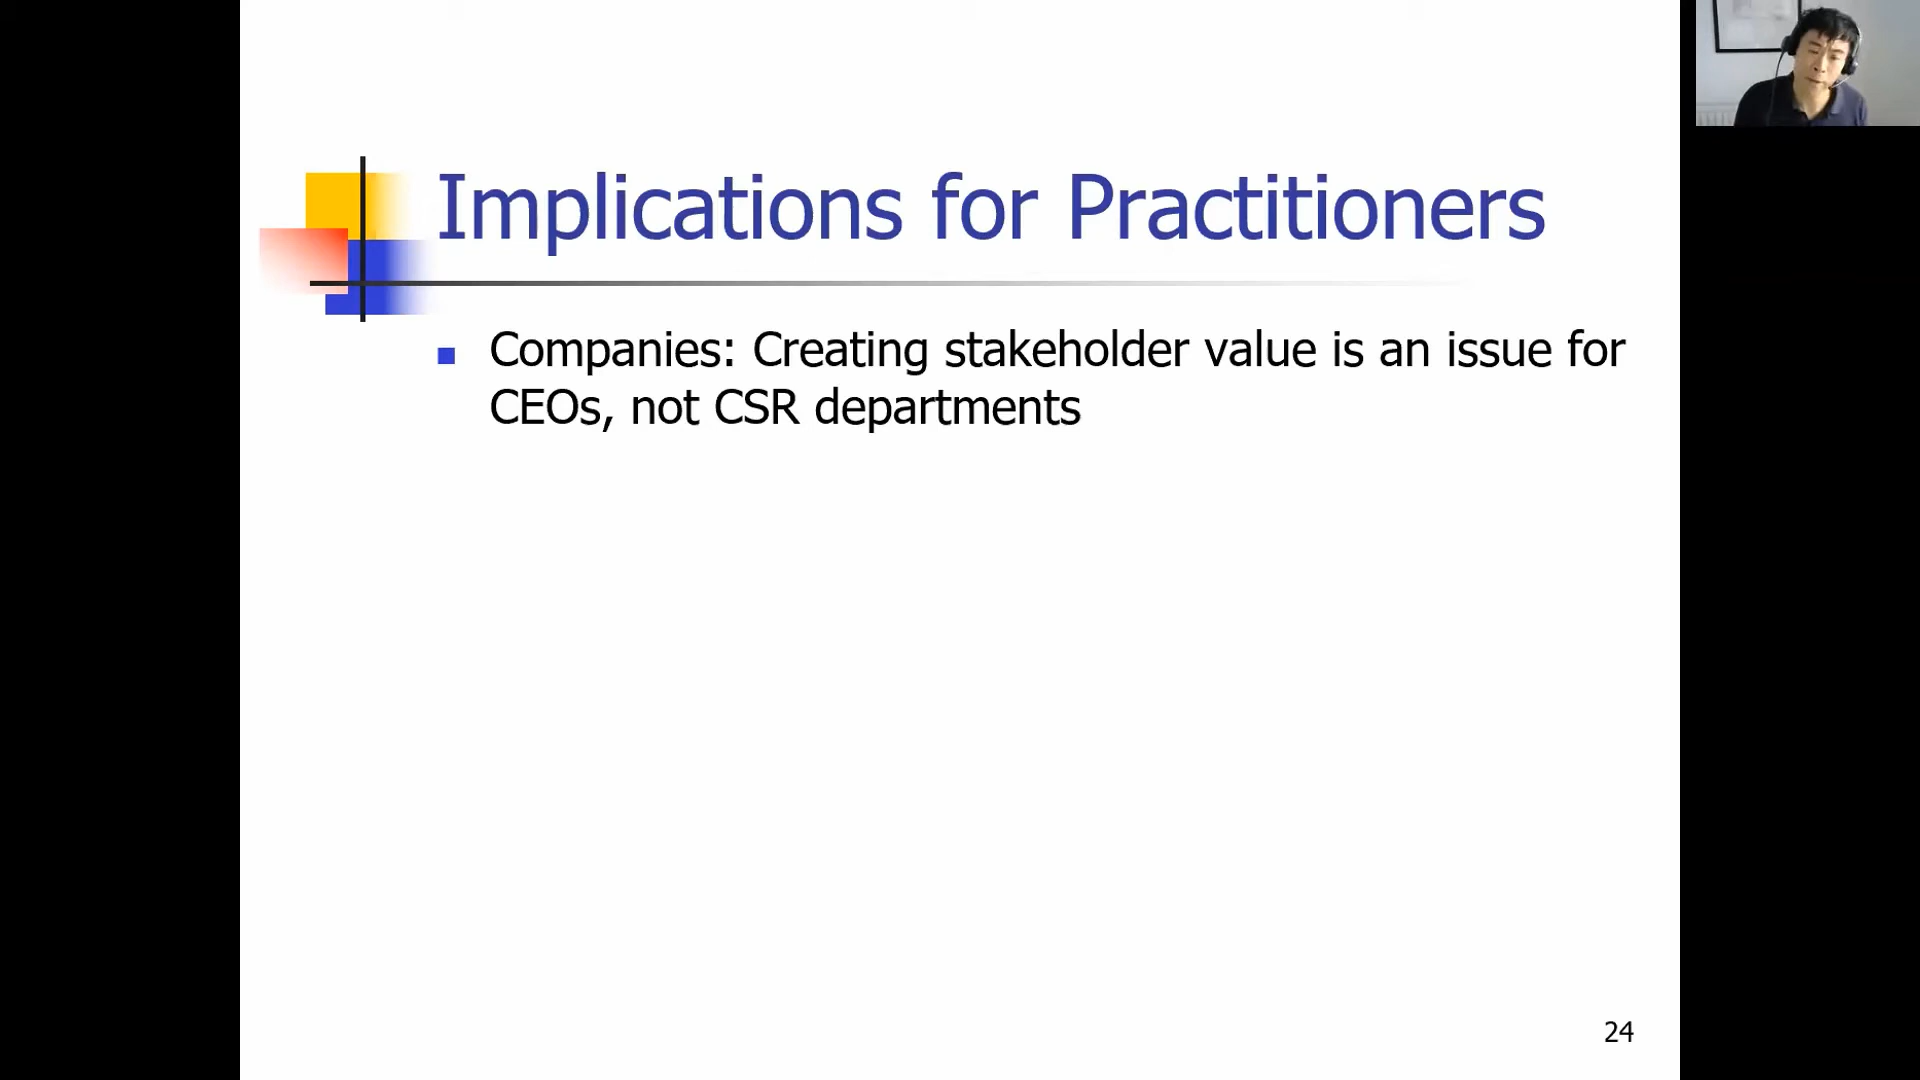 Implications for Practitioners
Companies: Creating stakeholder value is an issue for
CEOs, not CSR departments
24